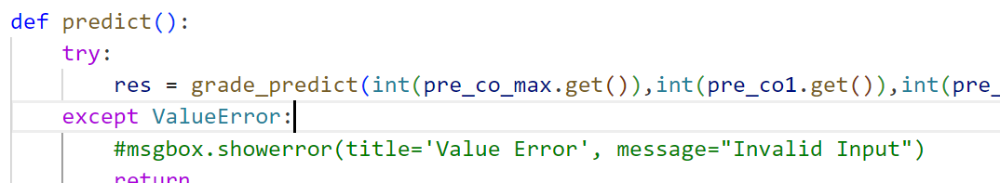 def predict():
try:
res = grade_predict(int(pre_co_max.get()),int(pre_co1.get()),int(pre_
except ValueError:
#msgbox.showerror(title='Value Error', message="Invalid Input")
return